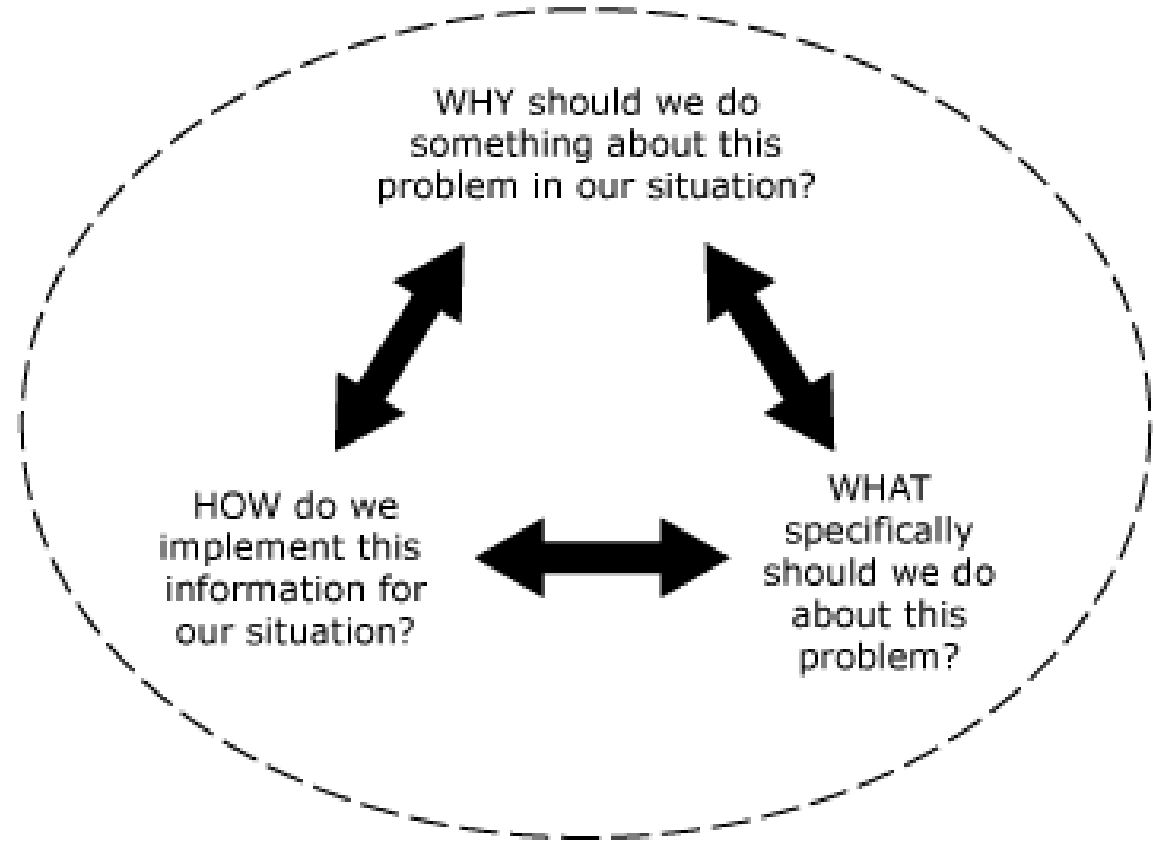 WHY should we do
something about this
problem in our situation?
HOW do we
implement this
information for
our situation?
WHAT
specifically
should we do
about this
problem?